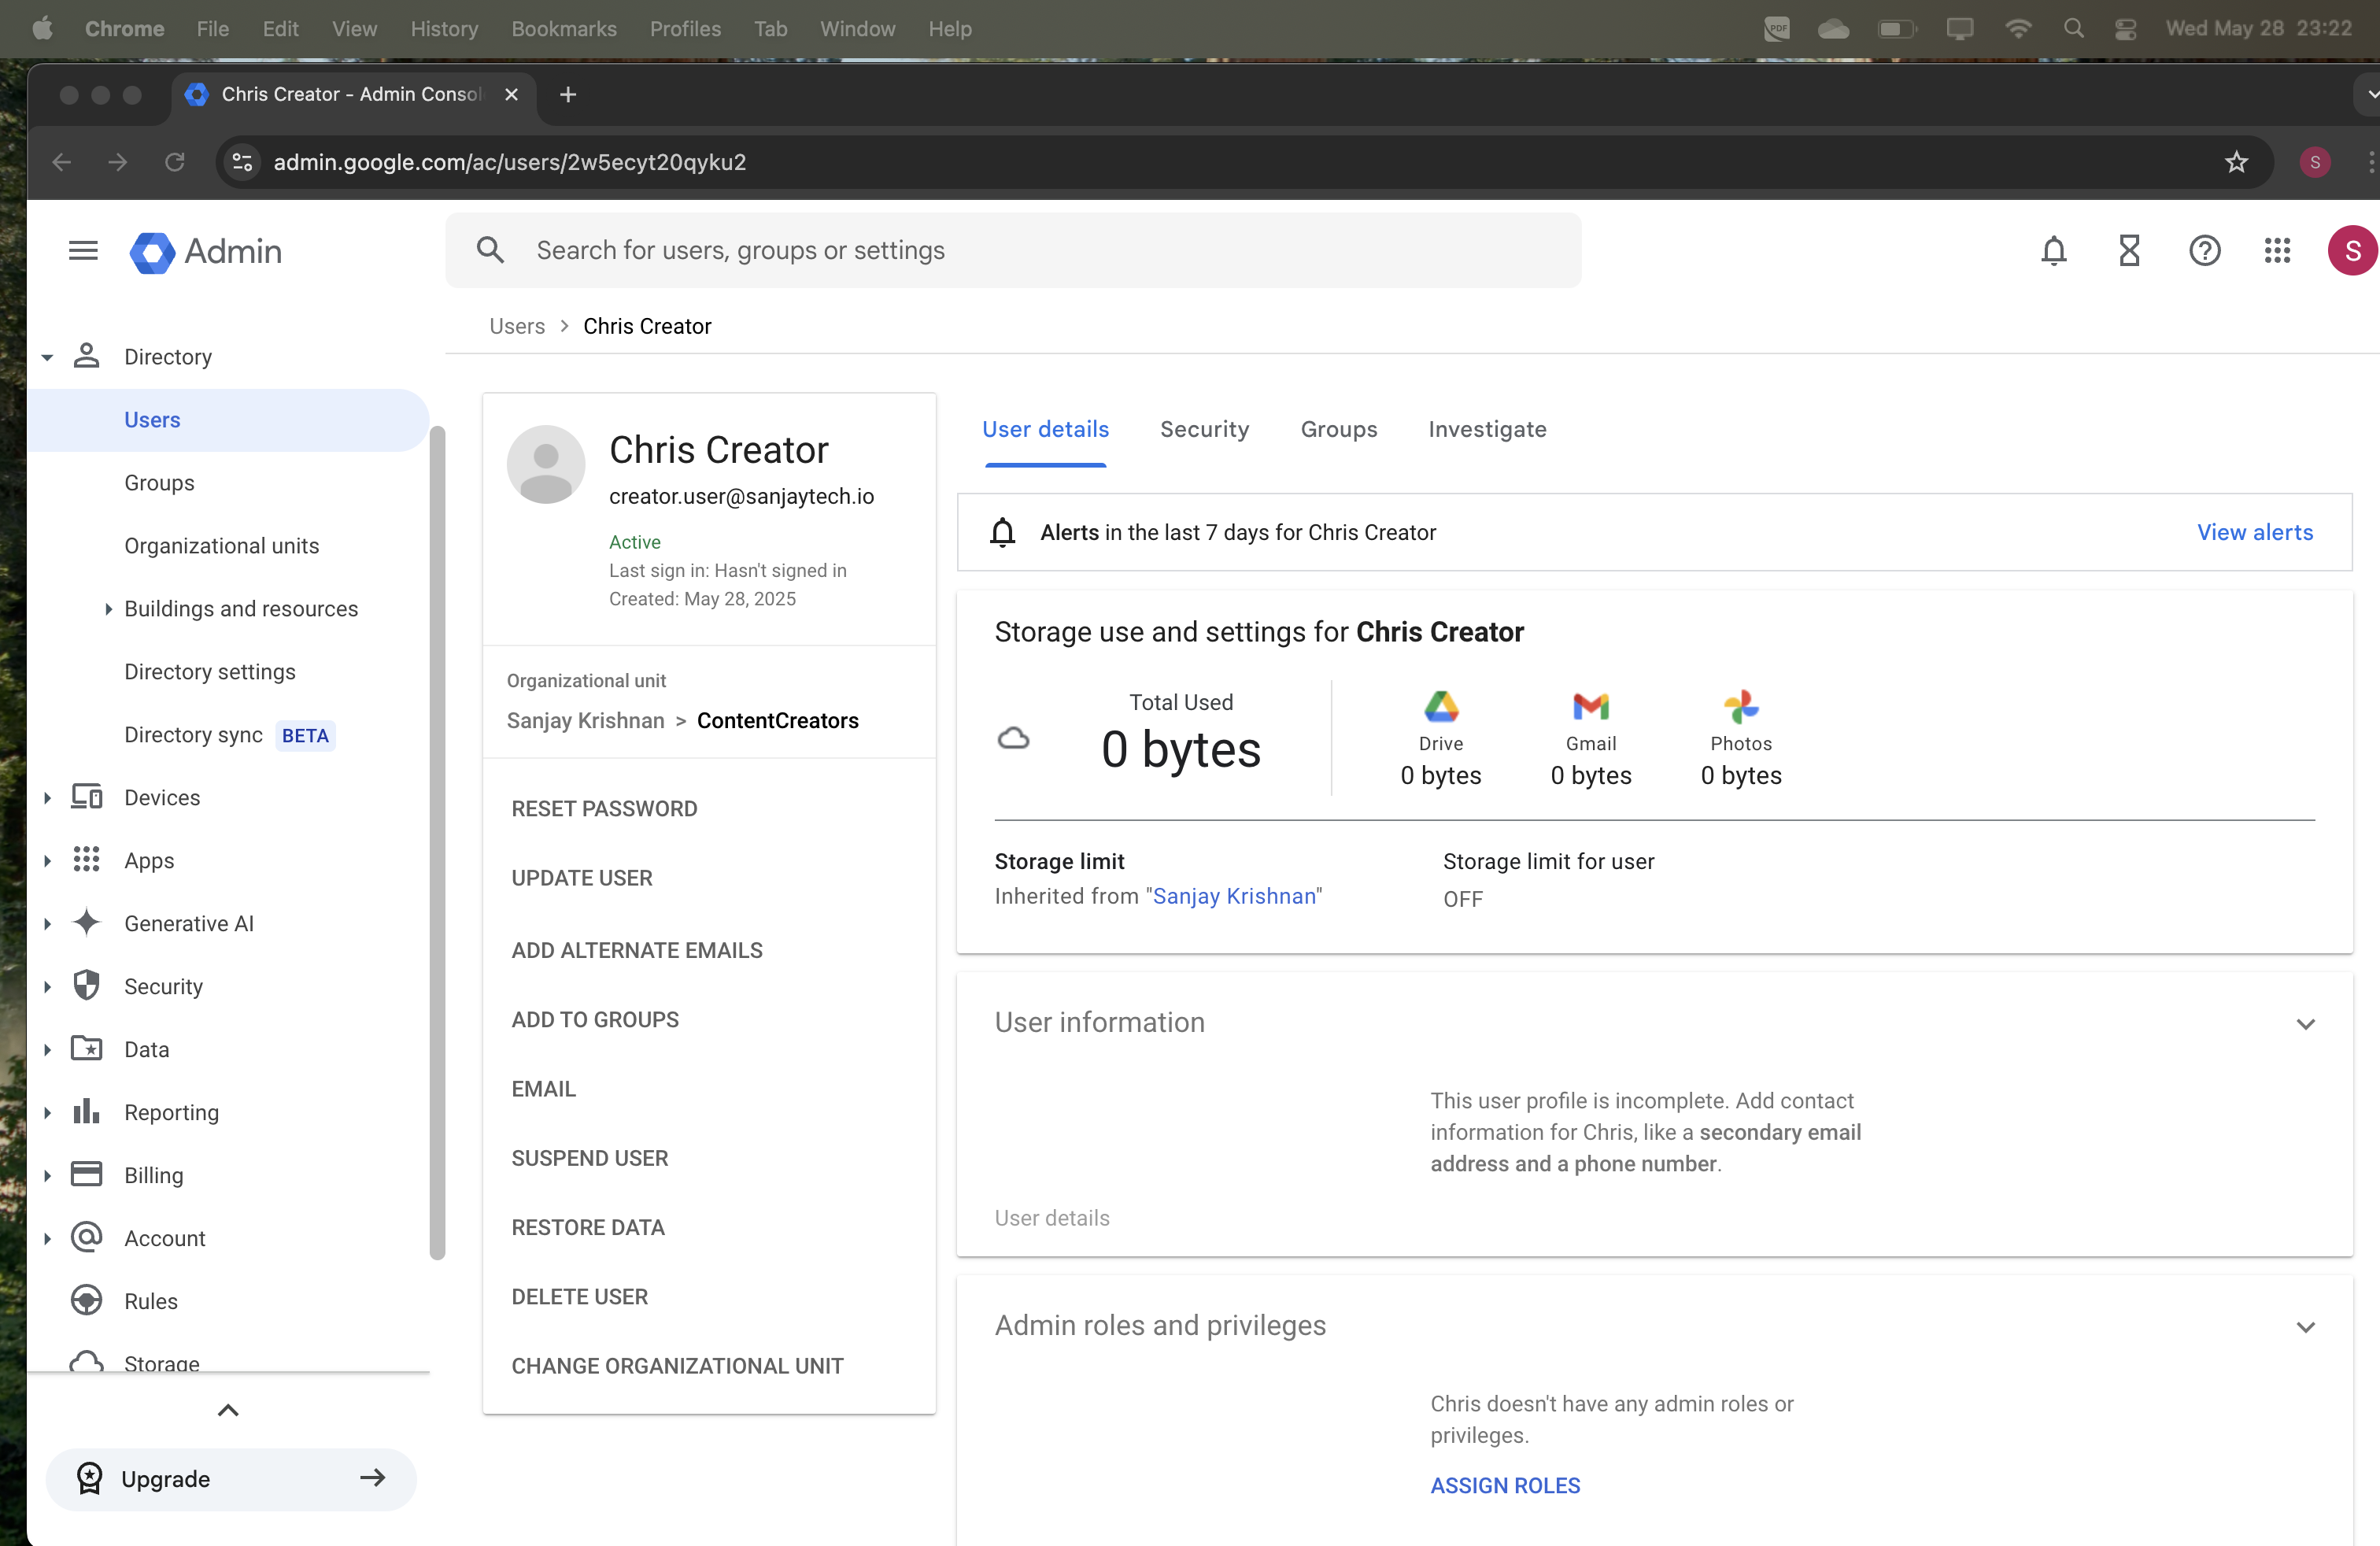 Chrome File Edit View History Bookmarks Profiles Tab Window Help
PDF
Wed May 28 23:22
Chris Creator - Admin Consol
admin.google.com/ac/users/2w5ecyt20qyku2
S
Admin
Search for users, groups or settings
S
Directory
Users
Groups
Organizational units
Buildings and resources
Directory settings
Directory sync BETA
Devices
Apps
Generative AI
Security
Data
Reporting
Billing
Account
Rules
Storage
Upgrade
Users > Chris Creator
Chris Creator
creator.user@sanjaytech.io
Active
Last sign in: Hasn't signed in
Created: May 28, 2025
Organizational unit
Sanjay Krishnan > ContentCreators
RESET PASSWORD
UPDATE USER
ADD ALTERNATE EMAILS
ADD TO GROUPS
EMAIL
SUSPEND USER
RESTORE DATA
DELETE USER
CHANGE ORGANIZATIONAL UNIT
User details Security Groups Investigate
Alerts in the last 7 days for Chris Creator
View alerts
Storage use and settings for Chris Creator
Total Used
0 bytes
Drive
0 bytes
Gmail
0 bytes
Photos
0 bytes
Storage limit
Inherited from "Sanjay Krishnan"
Storage limit for user
OFF
User information
This user profile is incomplete. Add contact
information for Chris, like a secondary email
address and a phone number.
User details
Admin roles and privileges
Chris doesn't have any admin roles or
privileges.
ASSIGN ROLES